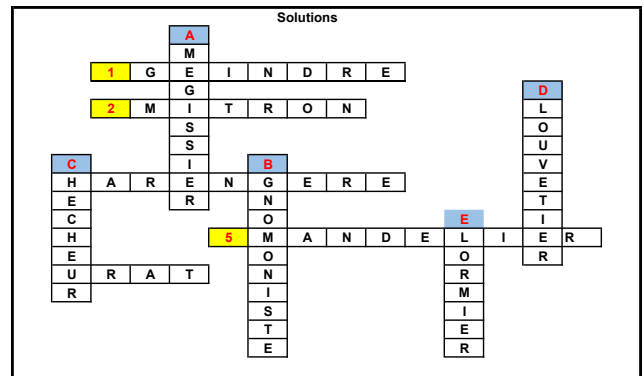 Solutions
A
M
1 G E I N D R E
G D
2 M I T R O N L
S O
S U
C I B V
H A R E N G E R E E
E R N T
C O E I
H 5 M A N D E L I E R
E O O R
U R A T N R
R I M
S I
T E
E R